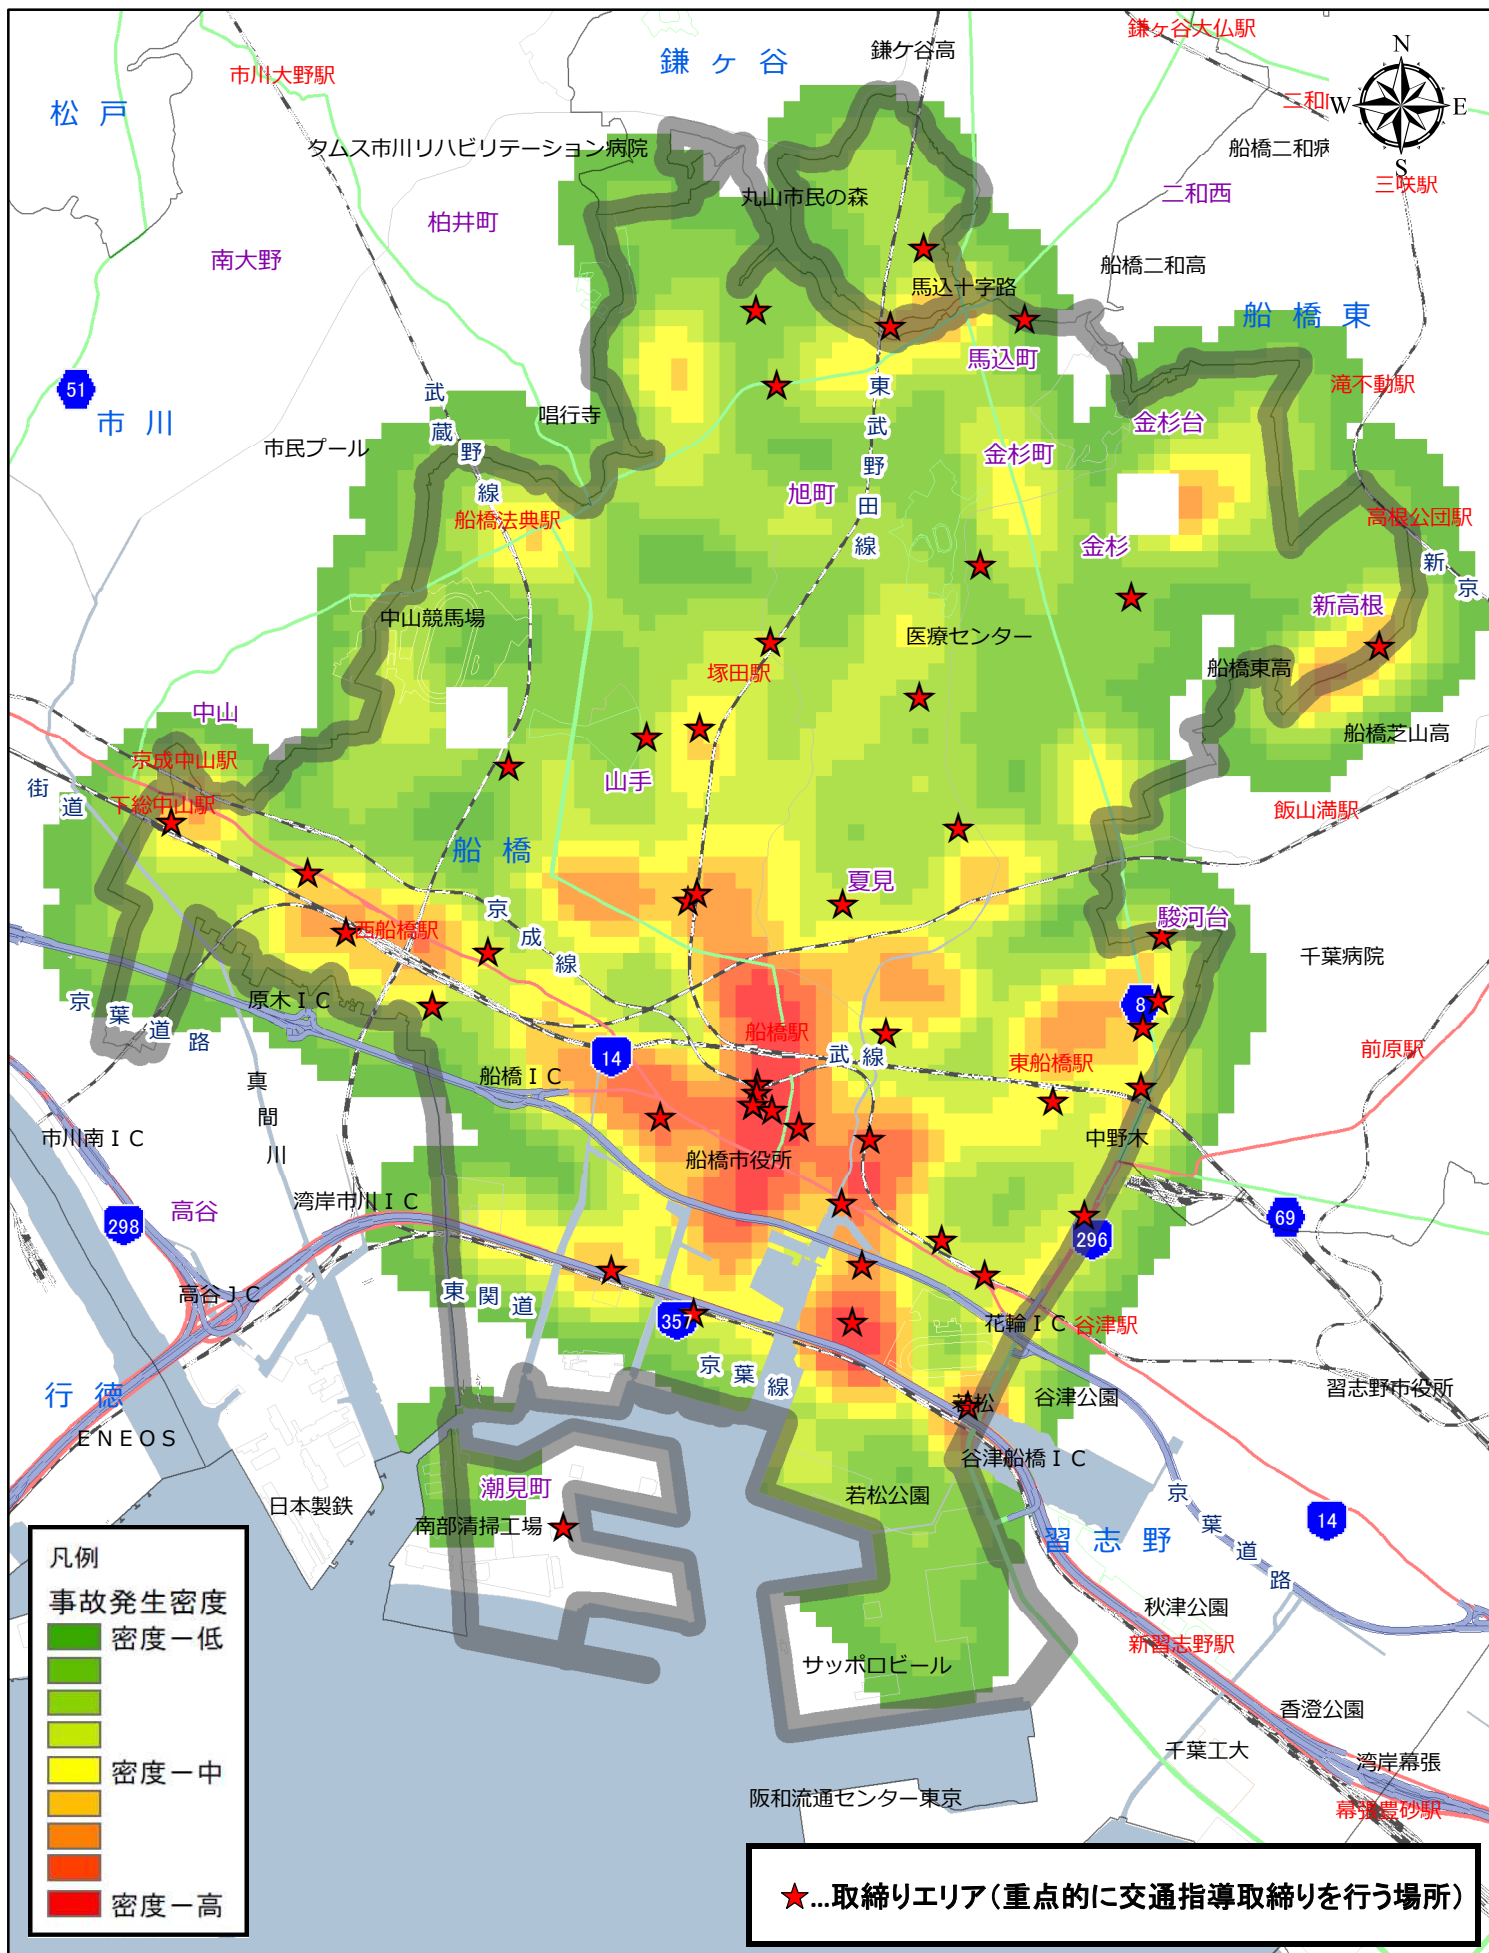 鎌ケ谷高
鎌ヶ谷大仏駅
鎌ヶ谷
市川大野駅
N
W
E
S
松戸
二和
タムス市川リハビリテーション病院
船橋二和病
三咲駅
丸山市民の森
二和西
柏井町
南大野
船橋二和高
馬込十字路
船橋東
馬込町
51
市川
武蔵野線
唱行寺
東武野田線
滝不動駅
金杉台
市民プール
金杉町
旭町
船橋法典駅
高根公団駅
金杉
新京
新高根
中山競馬場
医療センター
塚田駅
船橋東高
中山
船橋芝山高
京成中山駅
山手
街道
下総中山駅
飯山満駅
船橋
夏見
京成線
駿河台
西船橋駅
千葉病院
原木IC
京葉道路
8
船橋駅
14
武線
東船橋駅
前原駅
船橋IC
真間川
市川南IC
中野木
船橋市役所
湾岸市川IC
高谷
298
69
296
高谷JC
東関道
357
花輪IC
谷津駅
京葉線
行徳
若松
谷津公園
習志野市役所
ENEOS
谷津船橋IC
潮見町
若松公園
日本製鉄
南部清掃工場
京葉道路
14
習志野
凡例
事故発生密度
密度ー低
密度ー中
密度ー高
秋津公園
新習志野駅
サッポロビール
香澄公園
千葉工大
湾岸幕張
阪和流通センター東京
幕張豊砂駅
★…取締りエリア(重点的に交通指導取締りを行う場所)